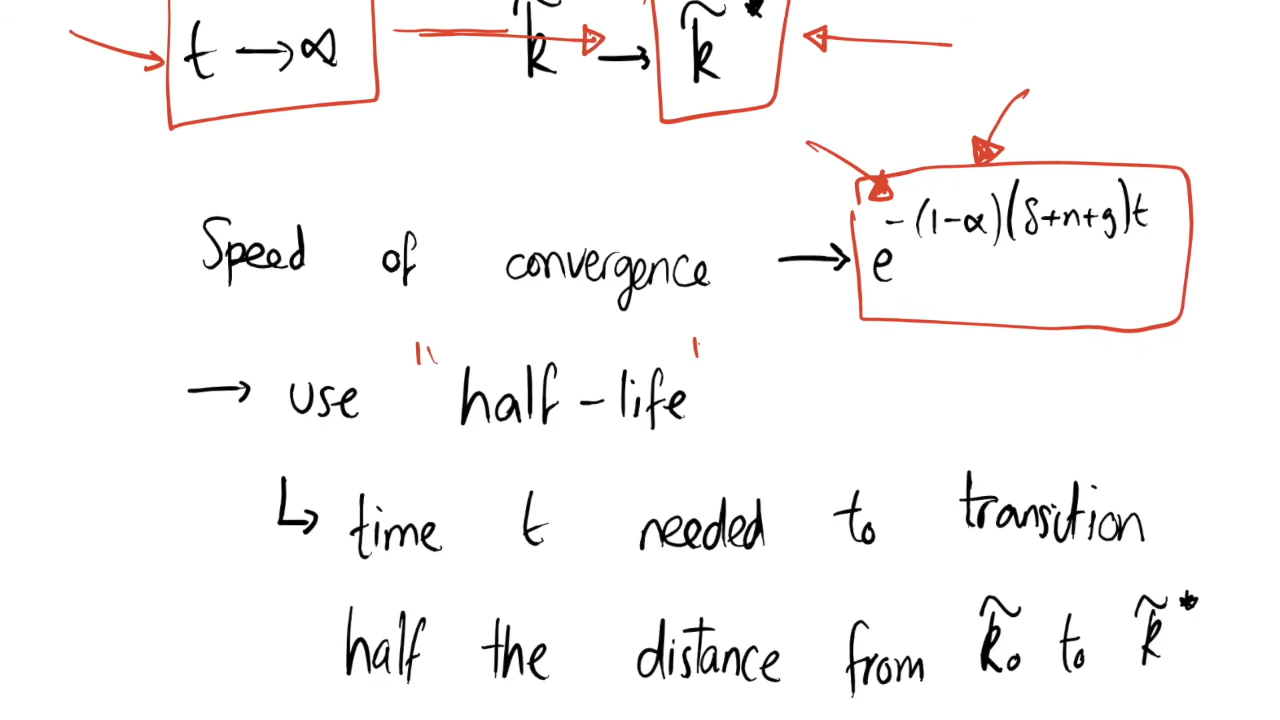 t → ∞ k̃ → k̃*
Speed of convergence → e^{-(1-α)(δ+n+g)t}
→ use "half-life"
↳ time t needed to transition
half the distance from k̃₀ to k̃*